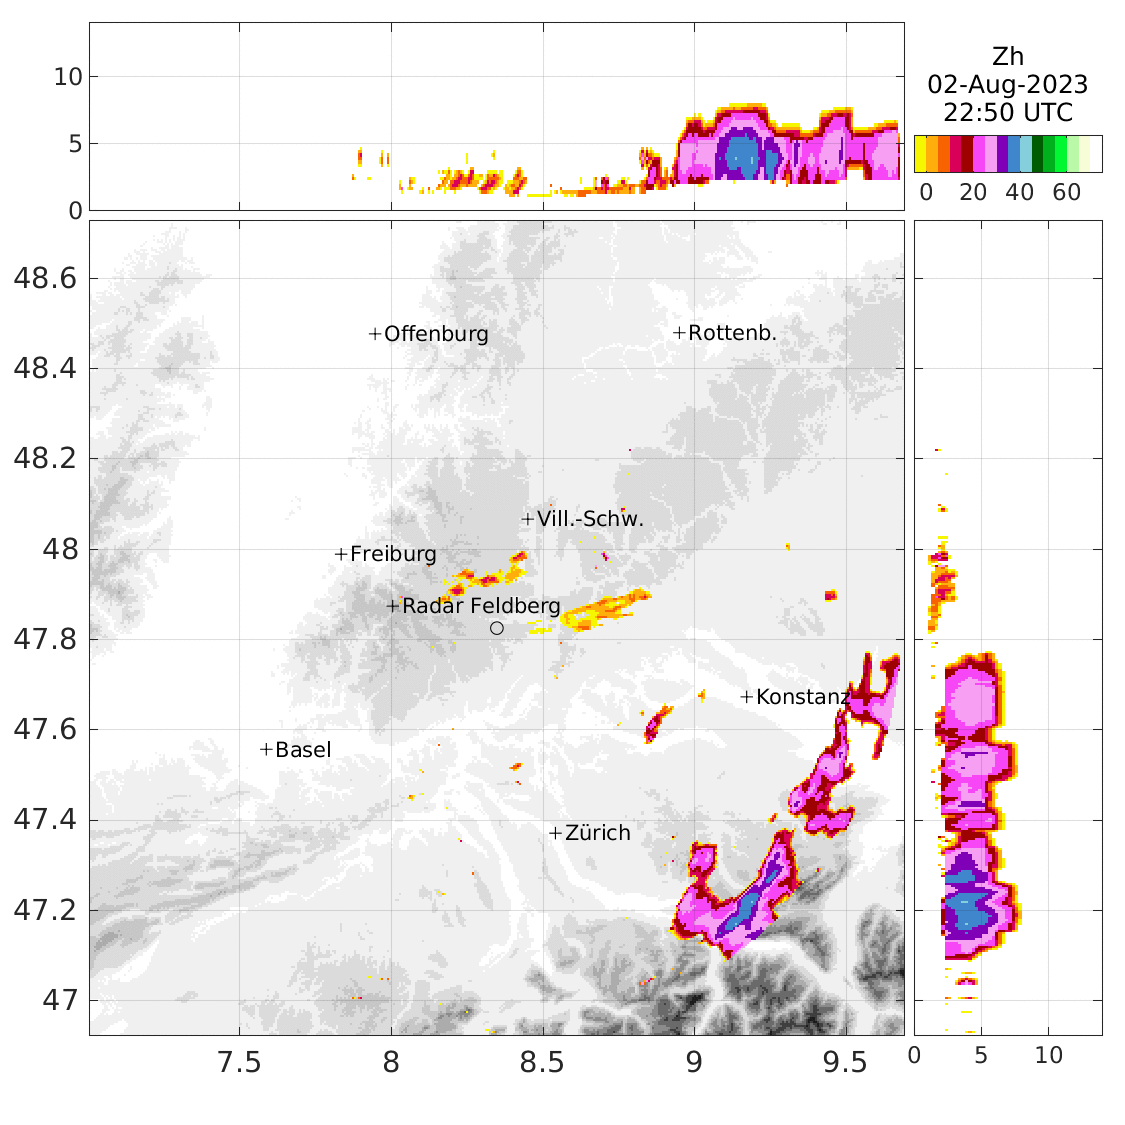 10
5
0
Zh
02-Aug-2023
22:50 UTC
0 20 40 60
48.6
48.4
48.2
48
47.8
47.6
47.4
47.2
47
+Offenburg
+Rottenb.
+Vill.-Schw.
+Freiburg
+Radar Feldberg
+Konstanz
+Basel
+Zürich
7.5 8 8.5 9 9.5
0 5 10